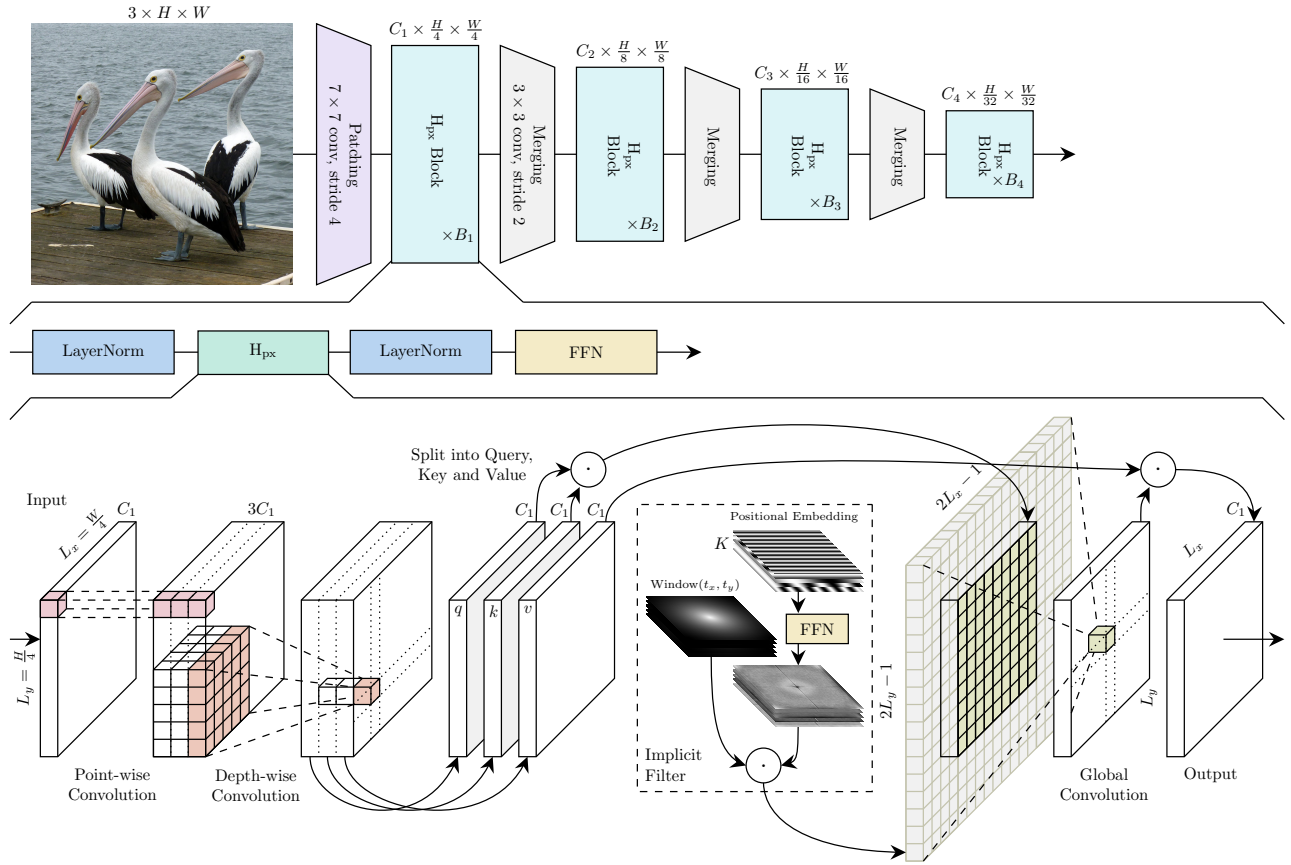 3 × H × W
Patching
7 × 7 conv, stride 4
C₁ × H/4 × W/4
Hpx Block
×B₁
Merging
3 × 3 conv, stride 2
C₂ × H/8 × W/8
Hpx
Block
×B₂
Merging
C₃ × H/16 × W/16
Hpx
Block
×B₃
Merging
C₄ × H/32 × W/32
Hpx
Block
×B₄
LayerNorm
Hpx
LayerNorm
FFN
Input
Lₓ = W/4
C₁
Lᵧ = H/4
3C₁
Point-wise
Convolution
Depth-wise
Convolution
Split into Query,
Key and Value
·
C₁
C₁
C₁
q
k
v
Positional Embedding
K
Window(tₓ, tᵧ)
FFN
Implicit
Filter
·
2Lₓ − 1
2Lᵧ − 1
Global
Convolution
·
C₁
Lₓ
Lᵧ
Output